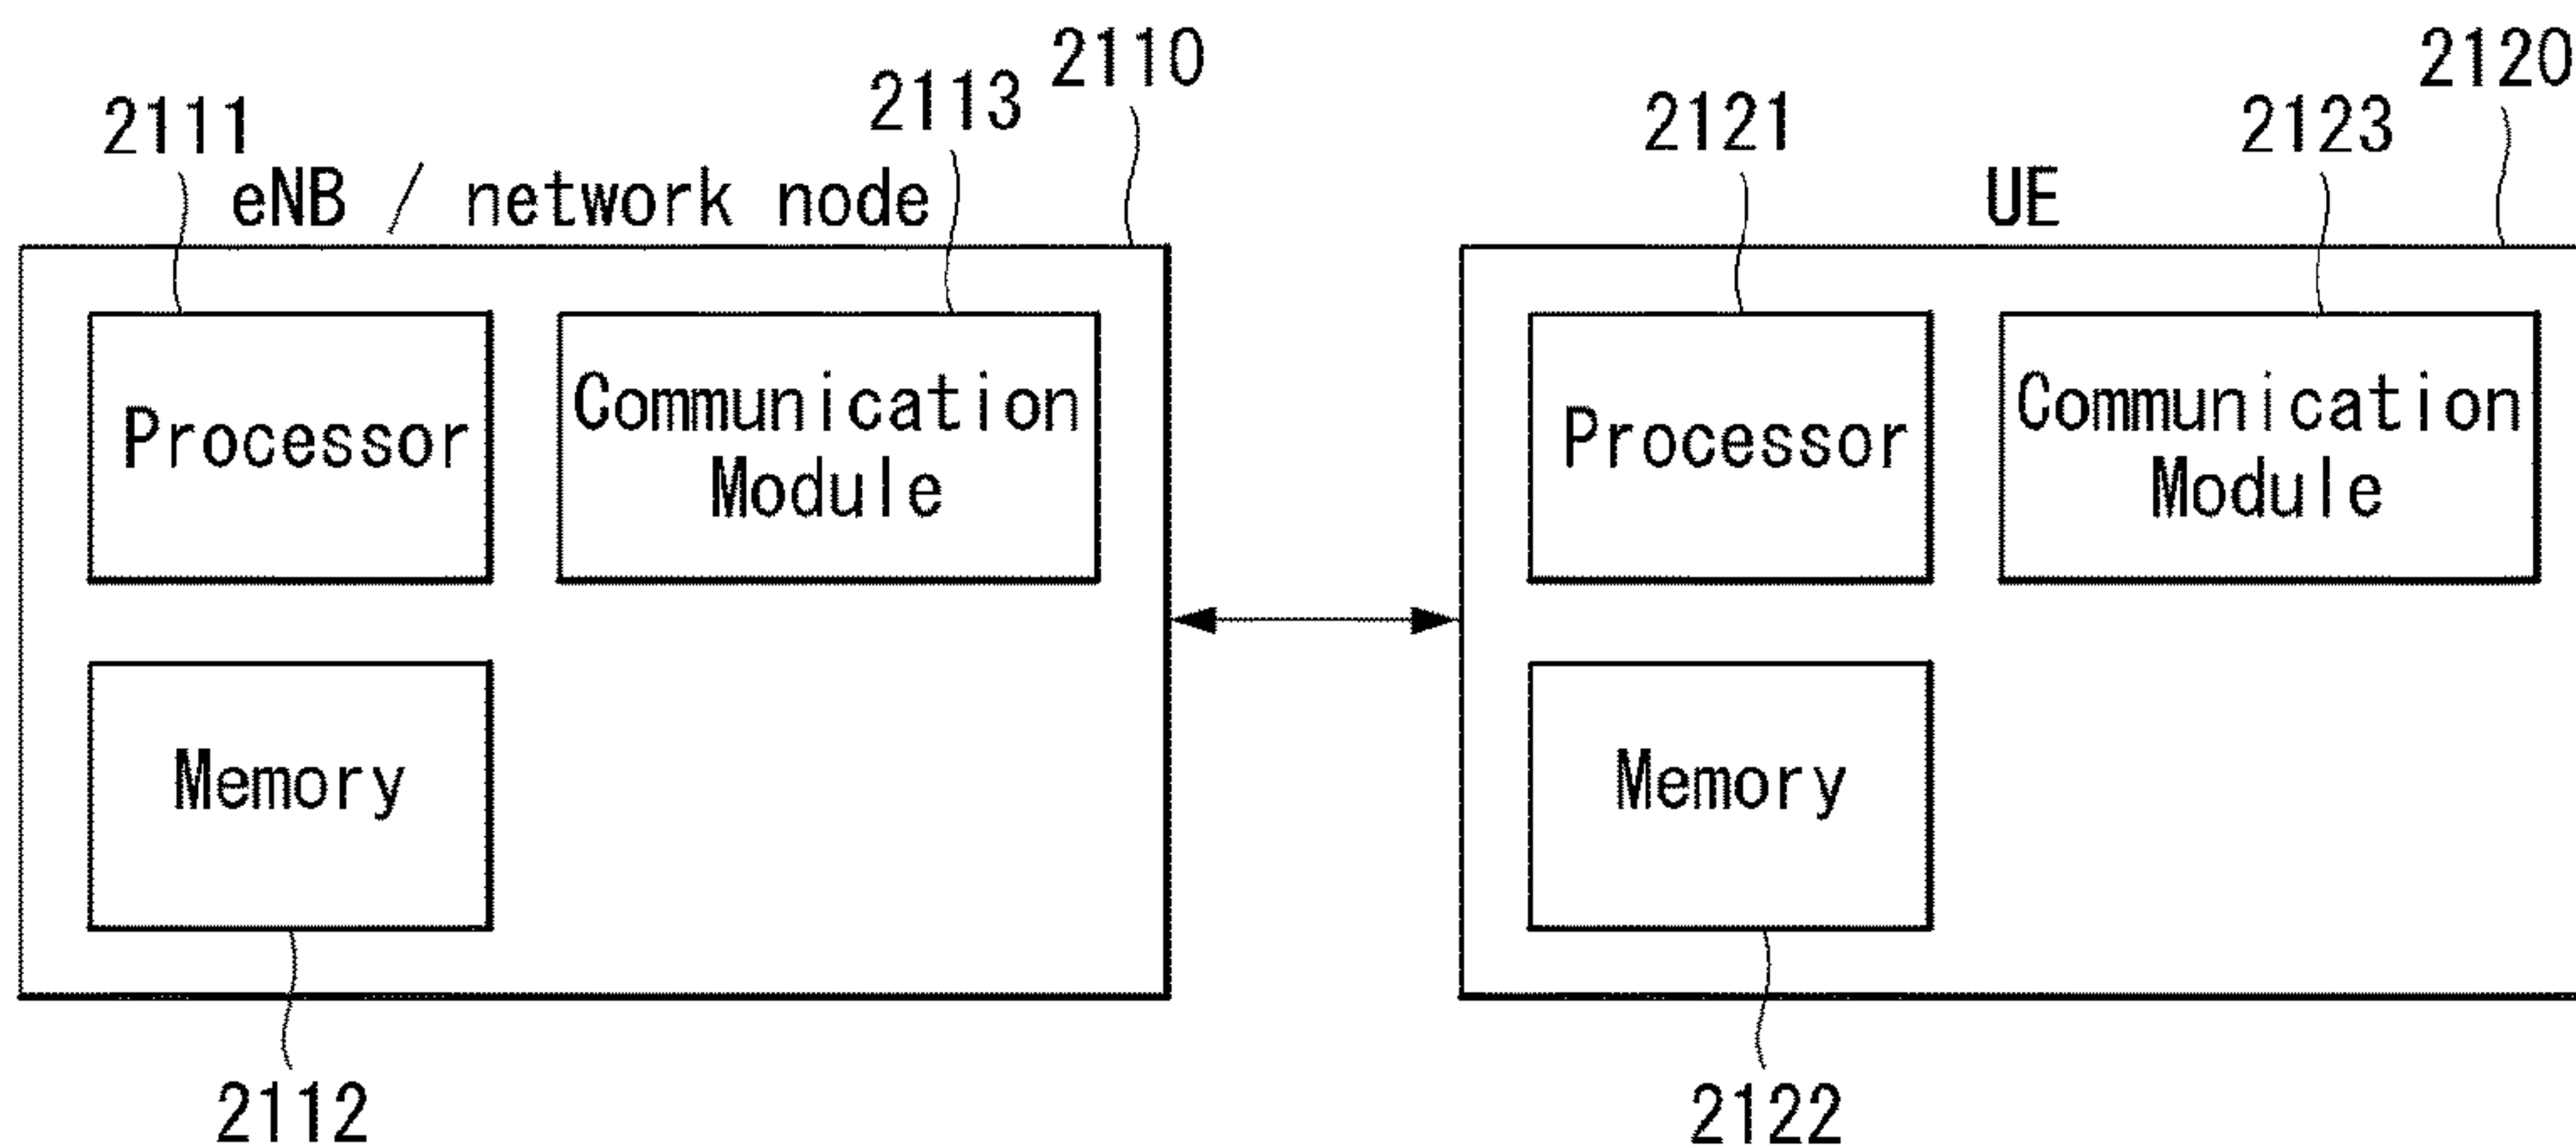 2110
2120
2113
2111
2121
2123
eNB / network node
UE
Processor
Communication
Module
Processor
Communication
Module
Memory
Memory
2112
2122